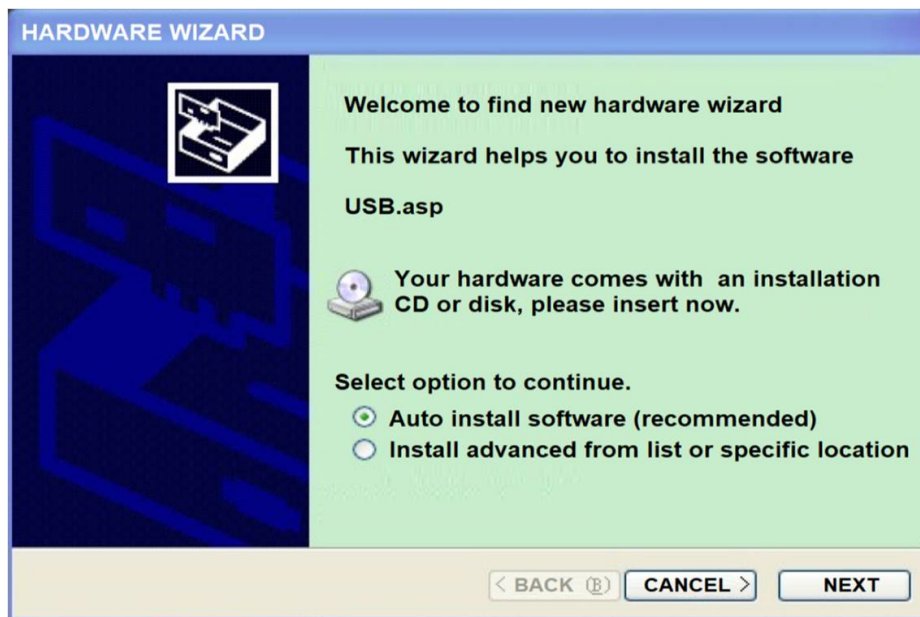 HARDWARE WIZARD
Welcome to find new hardware wizard
This wizard helps you to install the software
USB.asp
Your hardware comes with an installation
CD or disk, please insert now.
Select option to continue.
Auto install software (recommended)
Install advanced from list or specific location
< BACK (B) CANCEL > NEXT